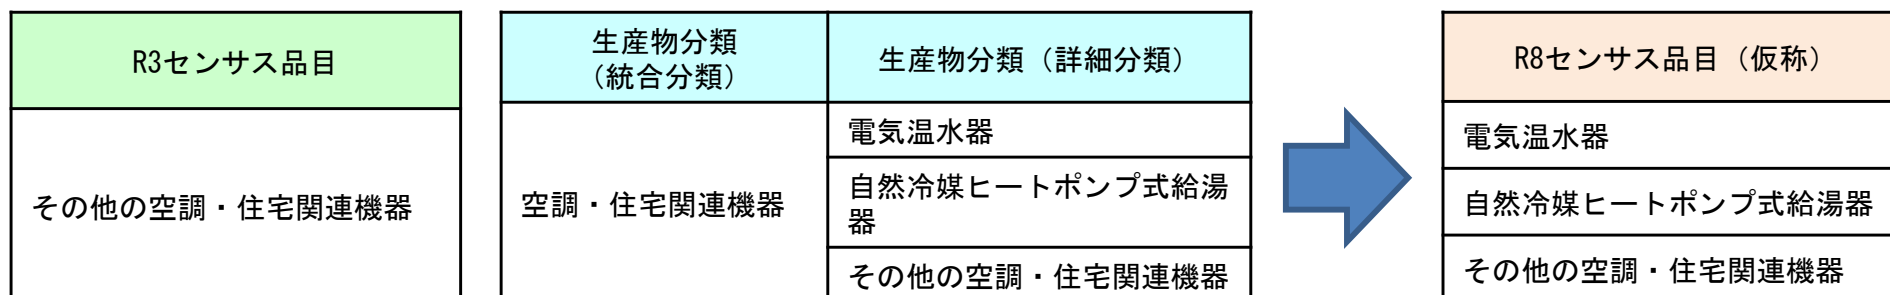 R3センサス品目
その他の空調・住宅関連機器
生産物分類
（統合分類）
生産物分類（詳細分類）
空調・住宅関連機器
電気温水器
自然冷媒ヒートポンプ式給湯
器
その他の空調・住宅関連機器
R8センサス品目（仮称）
電気温水器
自然冷媒ヒートポンプ式給湯器
その他の空調・住宅関連機器